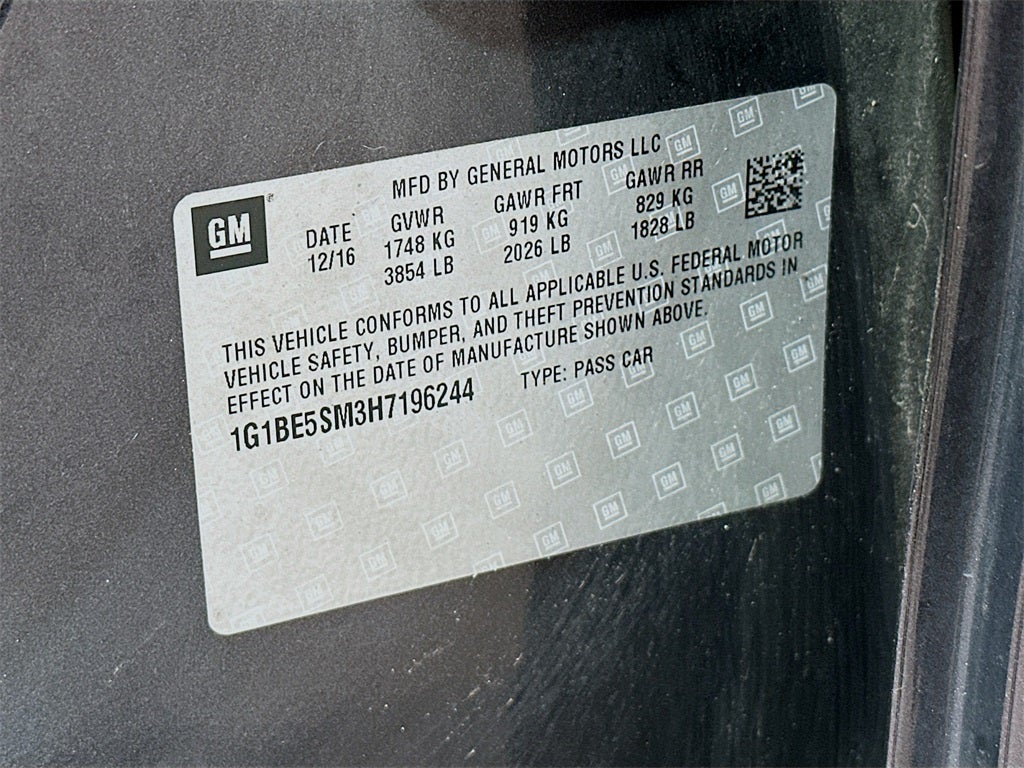 GM
MFD BY GENERAL MOTORS LLC
DATE GVWR GAWR FRT GAWR RR
12/16 1748 KG 919 KG 829 KG
3854 LB 2026 LB 1828 LB
THIS VEHICLE CONFORMS TO ALL APPLICABLE U.S. FEDERAL MOTOR
VEHICLE SAFETY, BUMPER, AND THEFT PREVENTION STANDARDS IN
EFFECT ON THE DATE OF MANUFACTURE SHOWN ABOVE.
1G1BE5SM3H7196244 TYPE: PASS CAR